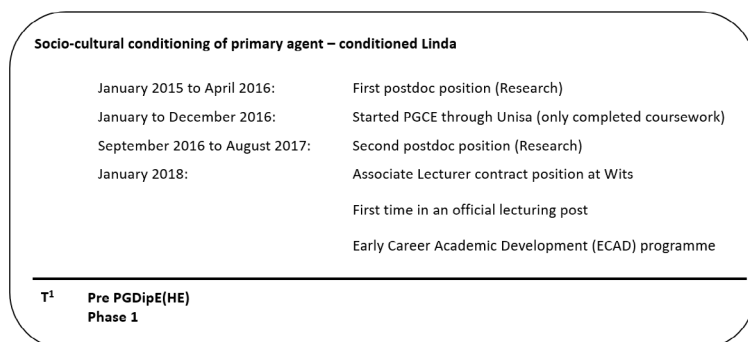 Socio-cultural conditioning of primary agent – conditioned Linda
January 2015 to April 2016: First postdoc position (Research)
January to December 2016: Started PGCE through Unisa (only completed coursework)
September 2016 to August 2017: Second postdoc position (Research)
January 2018: Associate Lecturer contract position at Wits
First time in an official lecturing post
Early Career Academic Development (ECAD) programme
T¹ Pre PGDipE(HE)
Phase 1